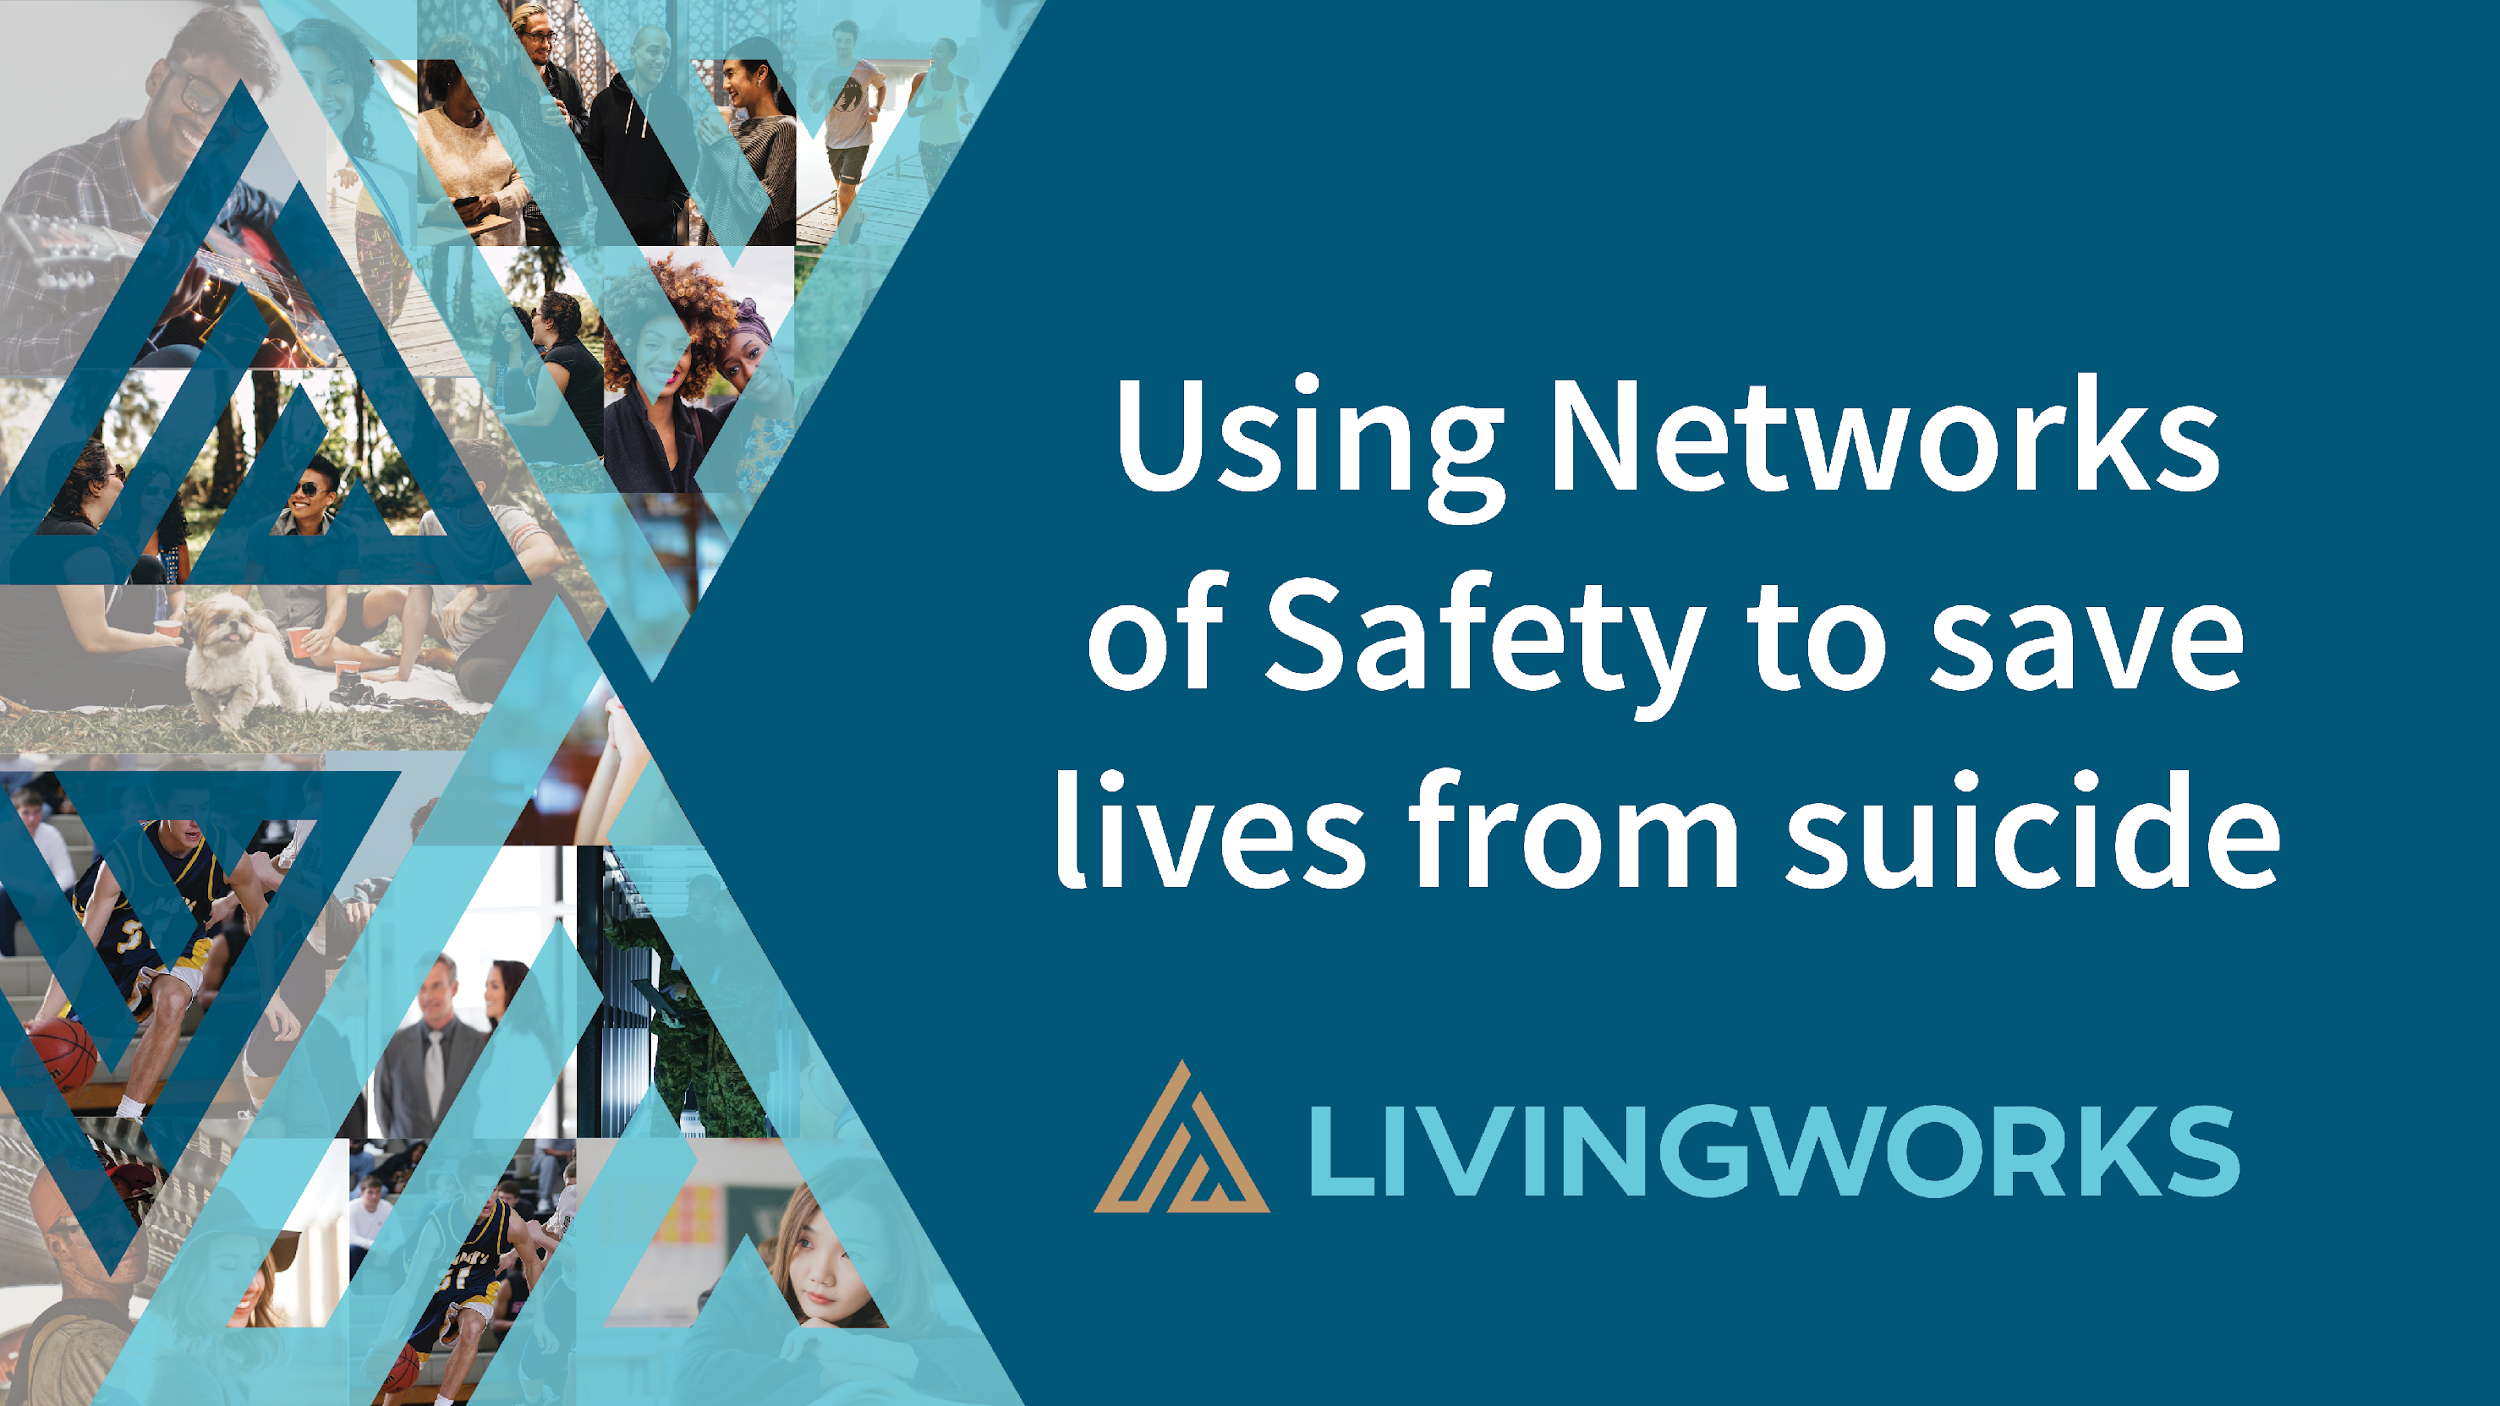 Using Networks
of Safety to save
lives from suicide
LIVINGWORKS